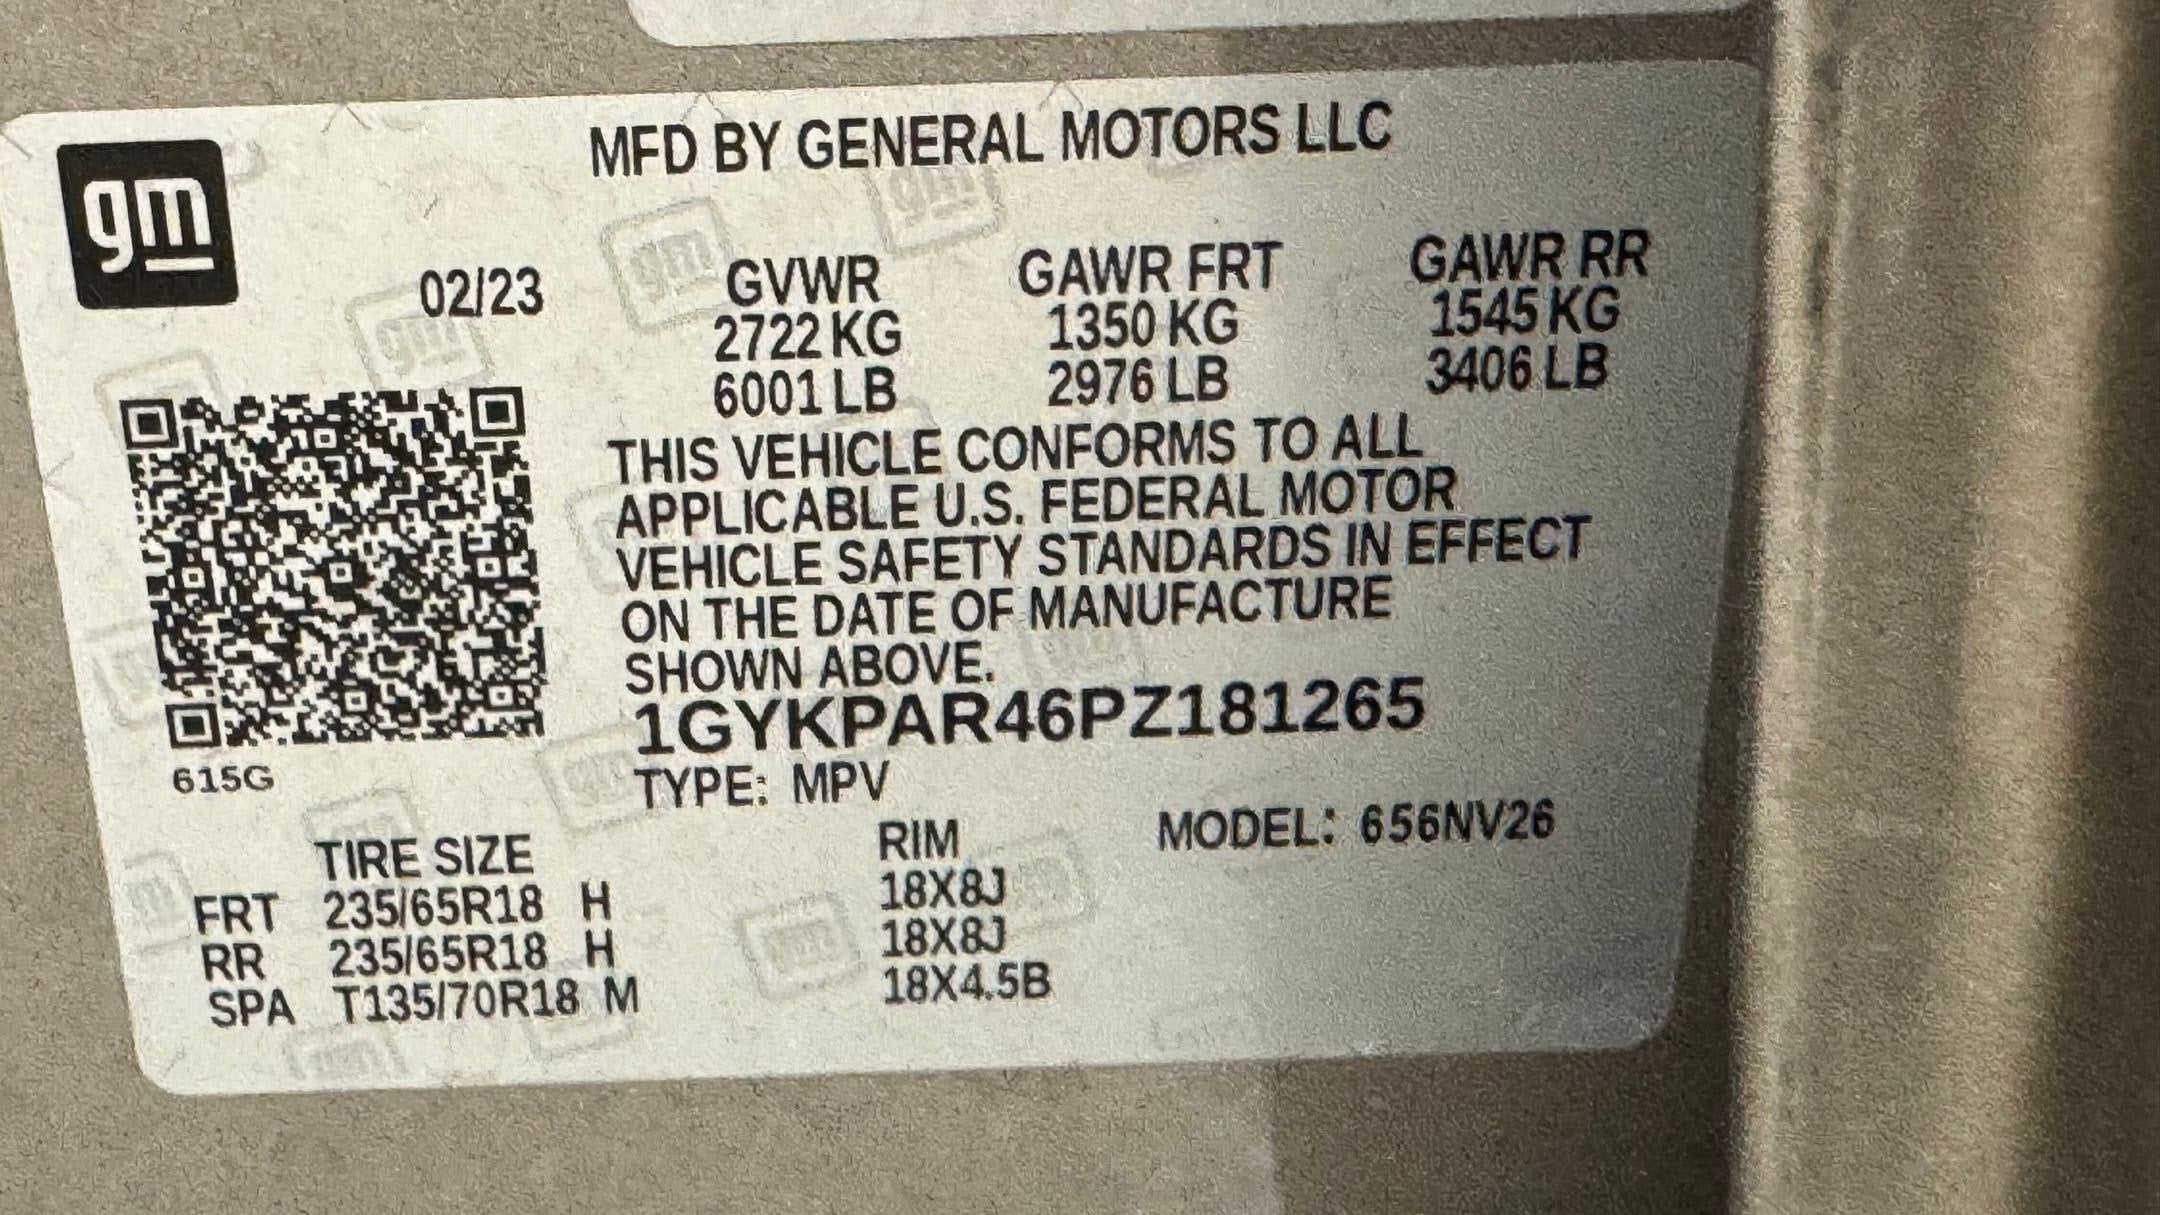 gm
MFD BY GENERAL MOTORS LLC
02/23
GVWR GAWR FRT GAWR RR
2722 KG 1350 KG 1545 KG
6001 LB 2976 LB 3406 LB
THIS VEHICLE CONFORMS TO ALL
APPLICABLE U.S. FEDERAL MOTOR
VEHICLE SAFETY STANDARDS IN EFFECT
ON THE DATE OF MANUFACTURE
SHOWN ABOVE.
1GYKPAR46PZ181265
615G
TYPE: MPV
MODEL: 656NV26
TIRE SIZE RIM
FRT 235/65R18 H 18X8J
RR 235/65R18 H 18X8J
SPA T135/70R18 M 18X4.5B